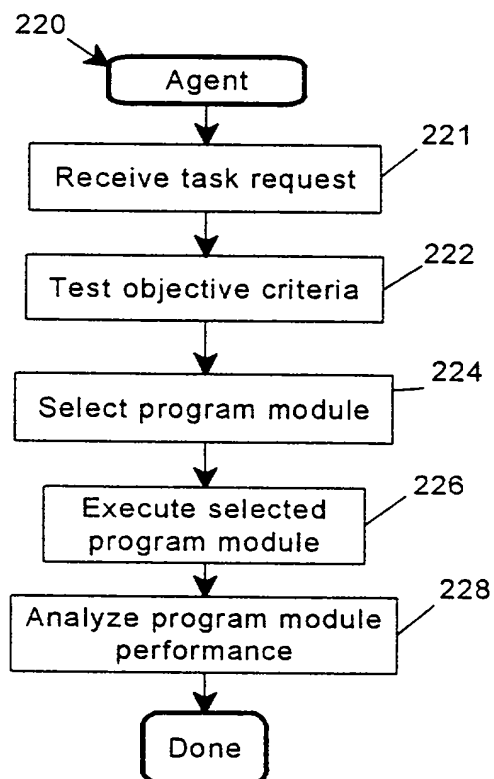 220
Agent
221
Receive task request
222
Test objective criteria
224
Select program module
226
Execute selected
program module
228
Analyze program module
performance
Done